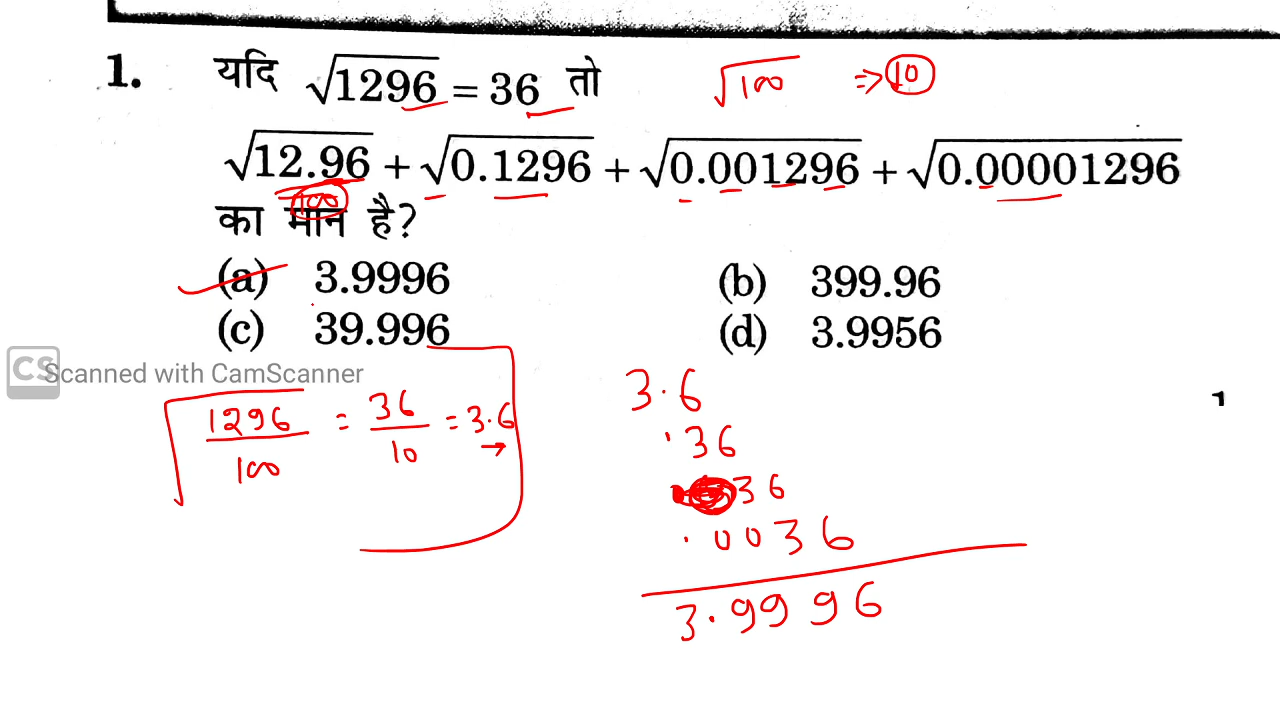 1. यदि √1296 = 36 तो √100 => 10
√12.96 + √0.1296 + √0.001296 + √0.00001296
100
का मान है?
(a) 3.9996 (b) 399.96
(c) 39.996 (d) 3.9956
CS Scanned with CamScanner
√1296/100 = 36/10 = 3.6
3.6
.36
36
.0036
3.9996
1